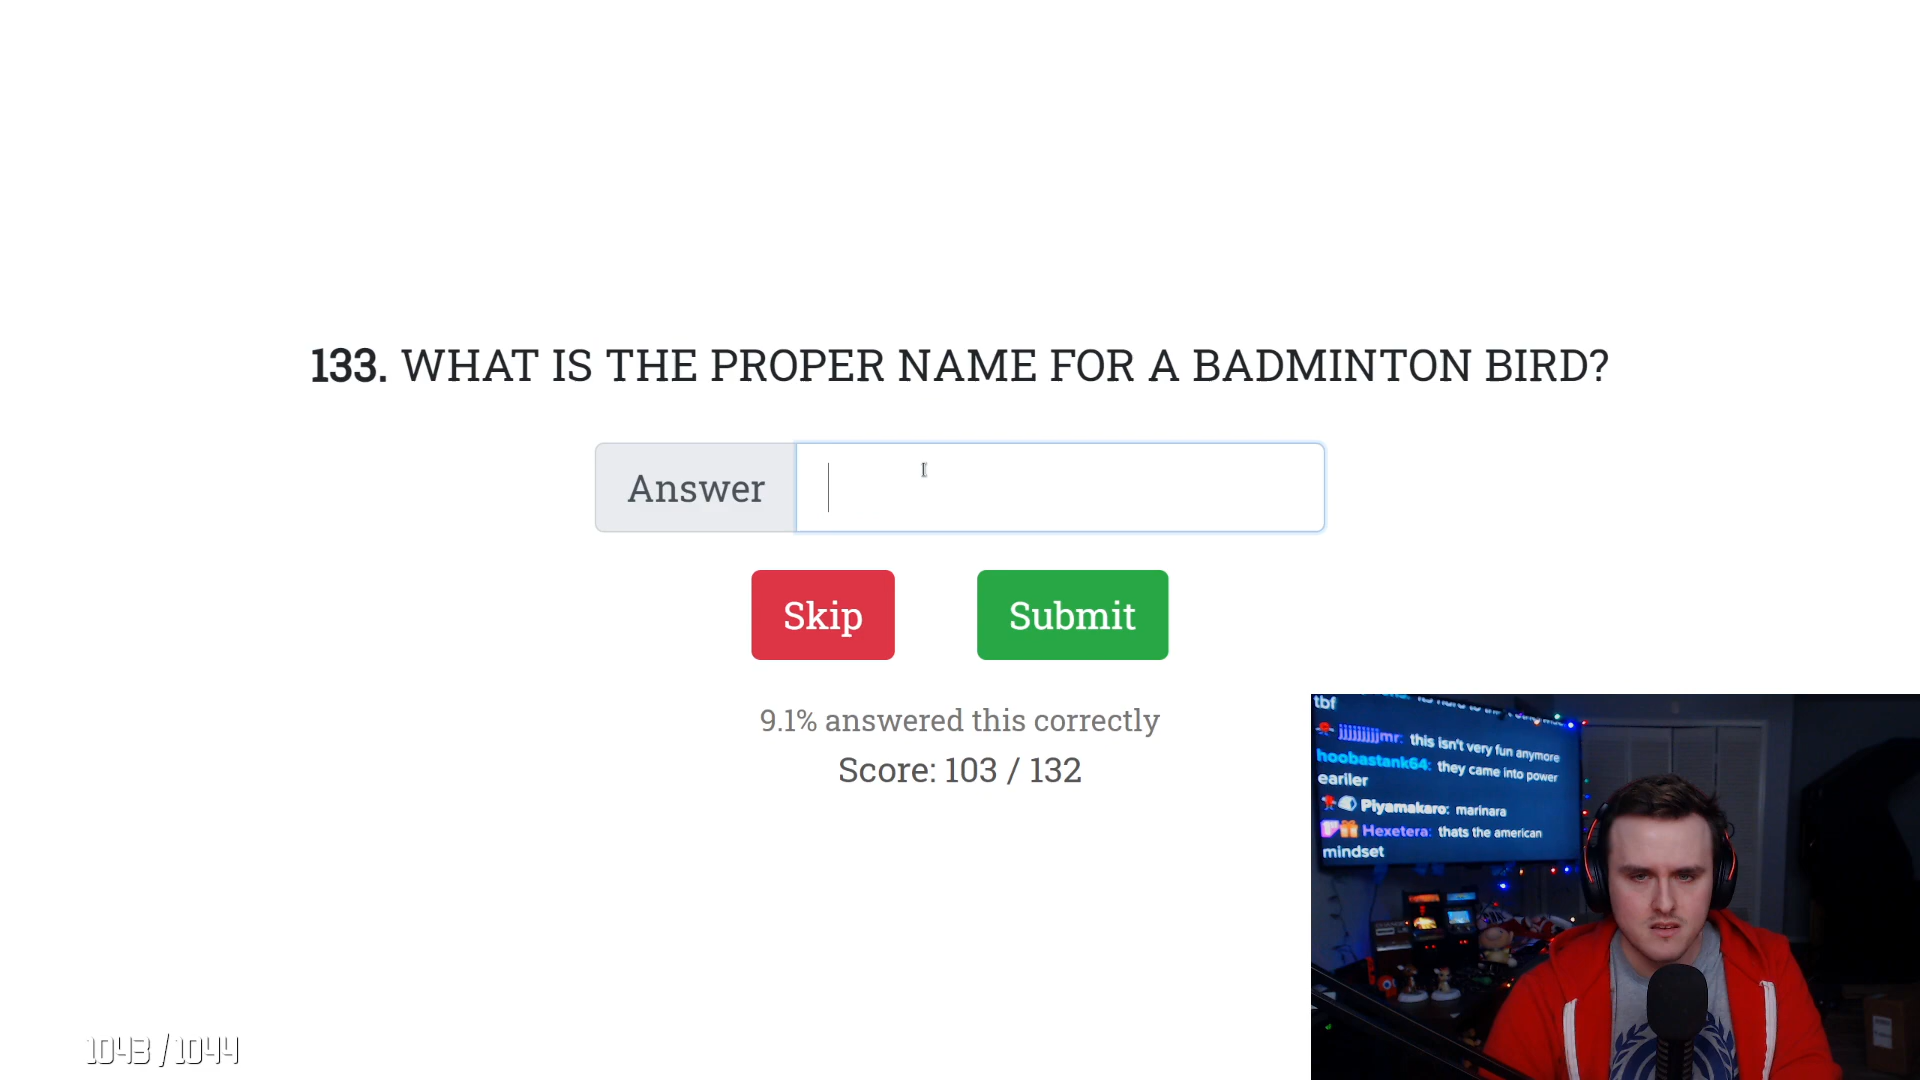 133. WHAT IS THE PROPER NAME FOR A BADMINTON BIRD?
Answer
Skip
Submit
9.1% answered this correctly
Score: 103 / 132
tbf
jjjjjjjjjmr: this isn't very fun anymore
hoobastank64: they came into power
earlier
Piyamakaro: marinara
Hexetera: thats the american
mindset
1043 / 1044